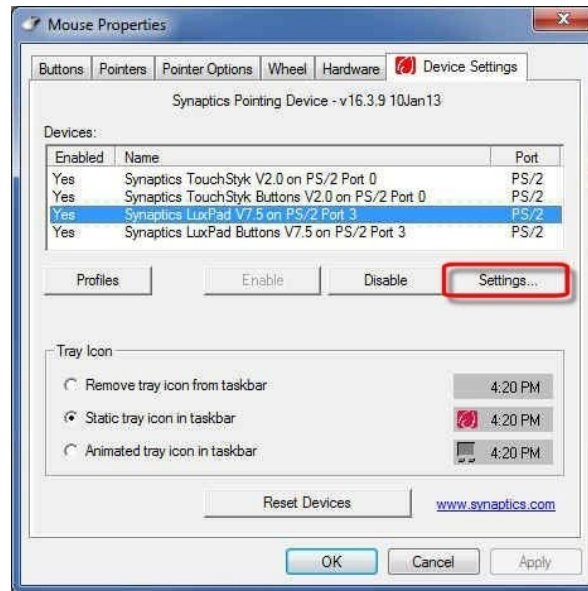 Mouse Properties
Buttons Pointers Pointer Options Wheel Hardware Device Settings
Synaptics Pointing Device - v16.3.9 10Jan13
Devices:
Enabled Name Port
Yes Synaptics TouchStyk V2.0 on PS/2 Port 0 PS/2
Yes Synaptics TouchStyk Buttons V2.0 on PS/2 Port 0 PS/2
Yes Synaptics LuxPad V7.5 on PS/2 Port 3 PS/2
Yes Synaptics LuxPad Buttons V7.5 on PS/2 Port 3 PS/2
Profiles Enable Disable Settings...
Tray Icon
Remove tray icon from taskbar 4:20 PM
Static tray icon in taskbar 4:20 PM
Animated tray icon in taskbar 4:20 PM
Reset Devices www.synaptics.com
OK Cancel Apply